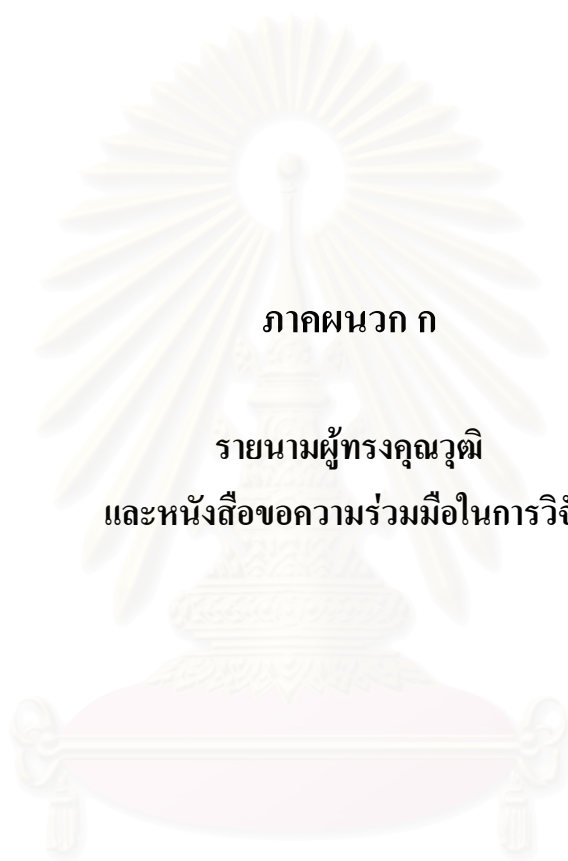 ภาคผนวก ก
รายนามผู้ทรงคุณวุฒิ
และหนังสือขอความร่วมมือในการวิจั